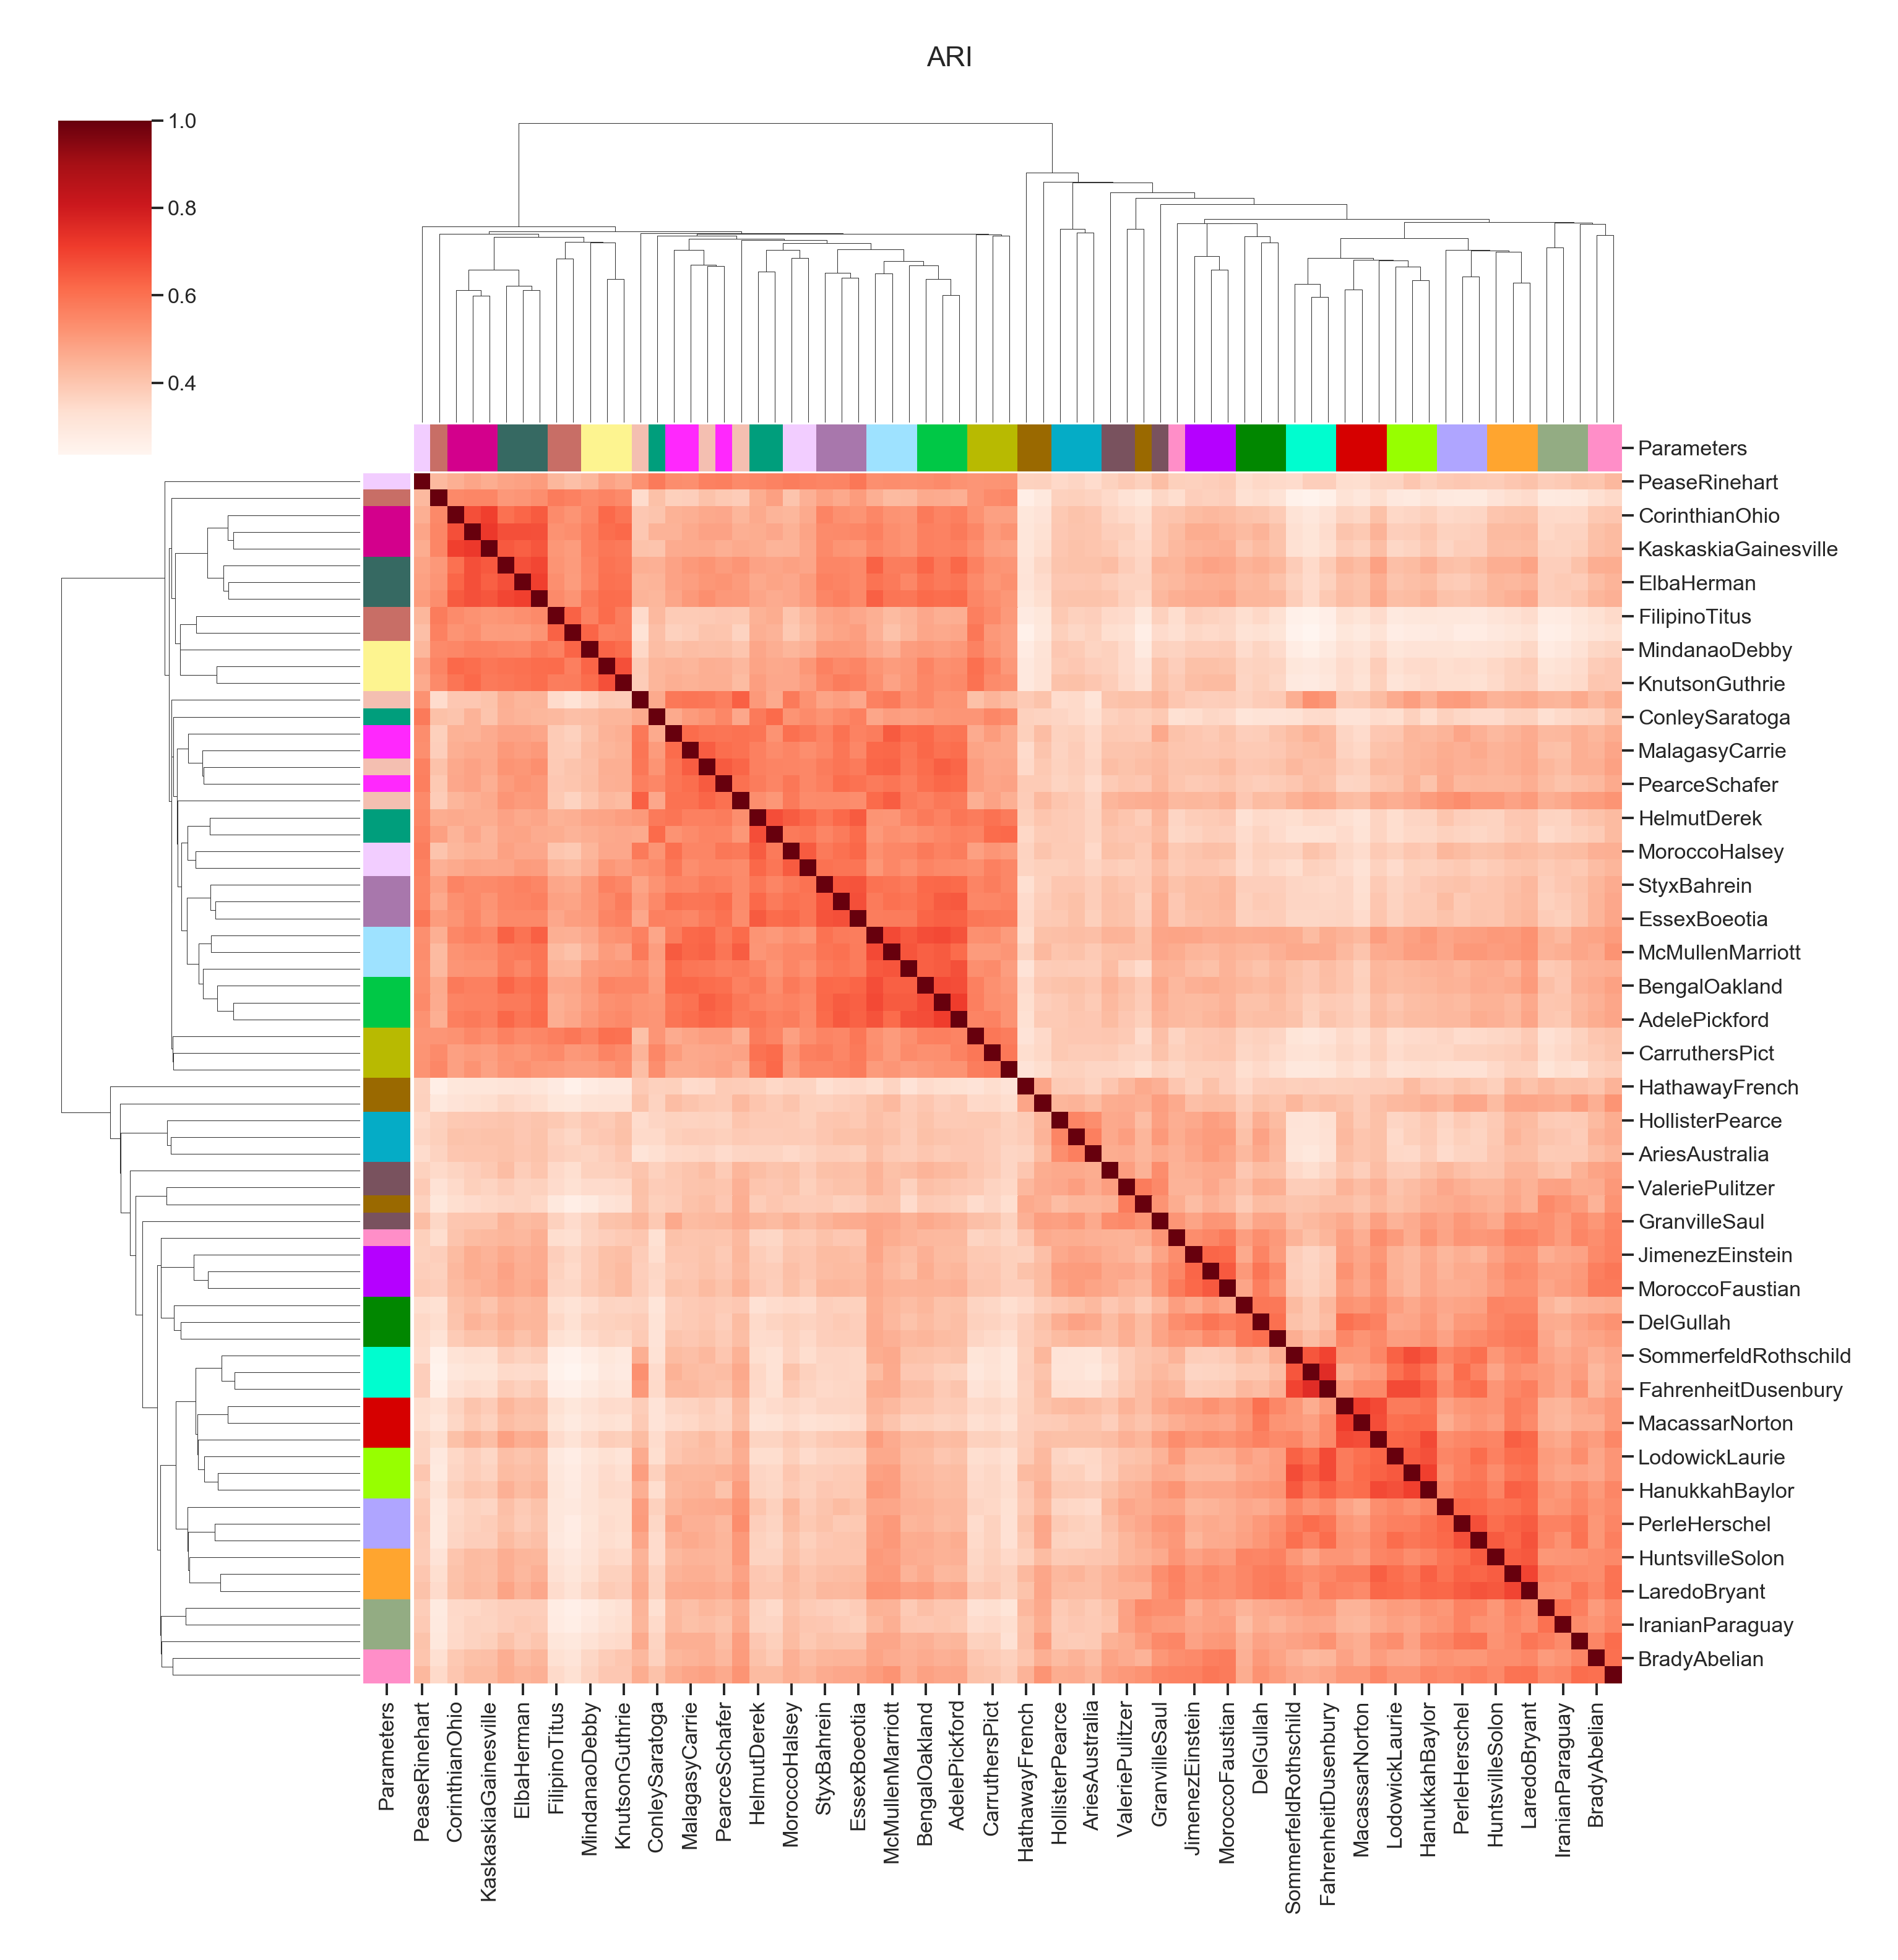 ARI
1.0
0.8
0.6
0.4
Parameters
PeaseRinehart
CorinthianOhio
KaskaskiaGainesville
ElbaHerman
FilipinoTitus
MindanaoDebby
KnutsonGuthrie
ConleySaratoga
MalagasyCarrie
PearceSchafer
HelmutDerek
MoroccoHalsey
StyxBahrein
EssexBoeotia
McMullenMarriott
BengalOakland
AdelePickford
CarruthersPict
HathawayFrench
HollisterPearce
AriesAustralia
ValeriePulitzer
GranvilleSaul
JimenezEinstein
MoroccoFaustian
DelGullah
SommerfeldRothschild
FahrenheitDusenbury
MacassarNorton
LodowickLaurie
HanukkahBaylor
PerleHerschel
HuntsvilleSolon
LaredoBryant
IranianParaguay
BradyAbelian
Parameters
PeaseRinehart
CorinthianOhio
KaskaskiaGainesville
ElbaHerman
FilipinoTitus
MindanaoDebby
KnutsonGuthrie
ConleySaratoga
MalagasyCarrie
PearceSchafer
HelmutDerek
MoroccoHalsey
StyxBahrein
EssexBoeotia
McMullenMarriott
BengalOakland
AdelePickford
CarruthersPict
HathawayFrench
HollisterPearce
AriesAustralia
ValeriePulitzer
GranvilleSaul
JimenezEinstein
MoroccoFaustian
DelGullah
SommerfeldRothschild
FahrenheitDusenbury
MacassarNorton
LodowickLaurie
HanukkahBaylor
PerleHerschel
HuntsvilleSolon
LaredoBryant
IranianParaguay
BradyAbelian